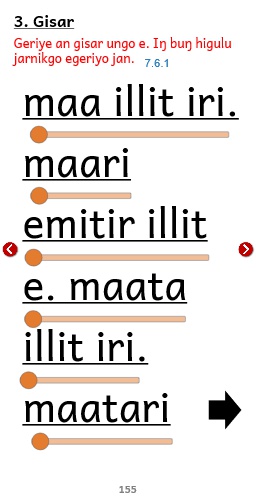 3. Gisar
Geriye an gisar ungo e. Iŋ buŋ higulu
jarnikgo egeriyo jan.
7.6.1
maa illit iri.
maari
emitir illit
e. maata
illit iri.
maatari
155